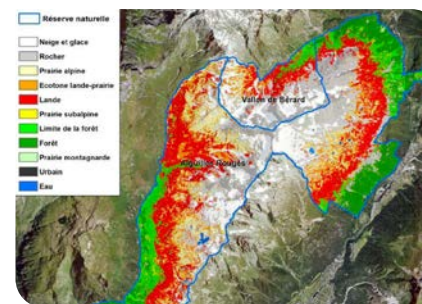 Réserve naturelle
Neige et glace
Rocher
Prairie alpine
Ecotone lande-prairie
Lande
Prairie subalpine
Limite de la forêt
Forêt
Prairie montagnarde
Urbain
Eau
Vallon de Bérard
Aiguilles Rouges